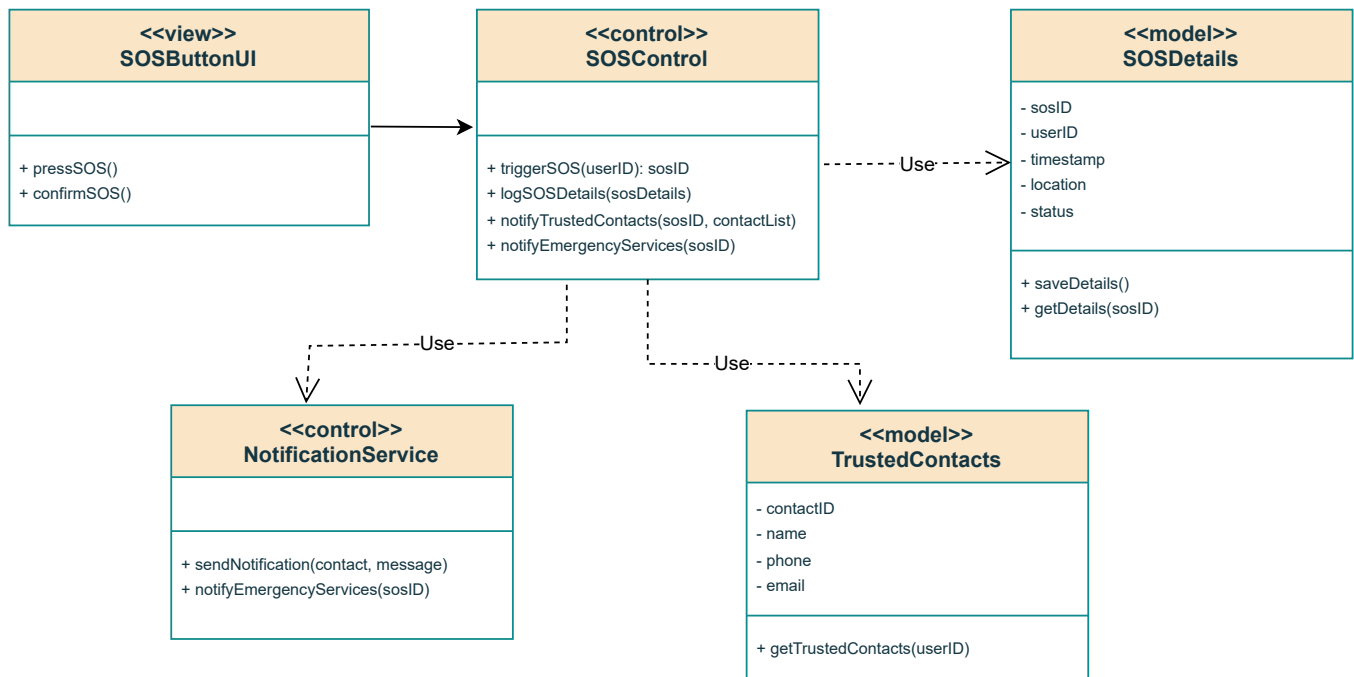 <<view>>
SOSButtonUI
+ pressSOS()
+ confirmSOS()
<<control>>
SOSControl
+ triggerSOS(userID): sosID
+ logSOSDetails(sosDetails)
+ notifyTrustedContacts(sosID, contactList)
+ notifyEmergencyServices(sosID)
Use
<<model>>
SOSDetails
- sosID
- userID
- timestamp
- location
- status
+ saveDetails()
+ getDetails(sosID)
Use
Use
<<control>>
NotificationService
+ sendNotification(contact, message)
+ notifyEmergencyServices(sosID)
<<model>>
TrustedContacts
- contactID
- name
- phone
- email
+ getTrustedContacts(userID)